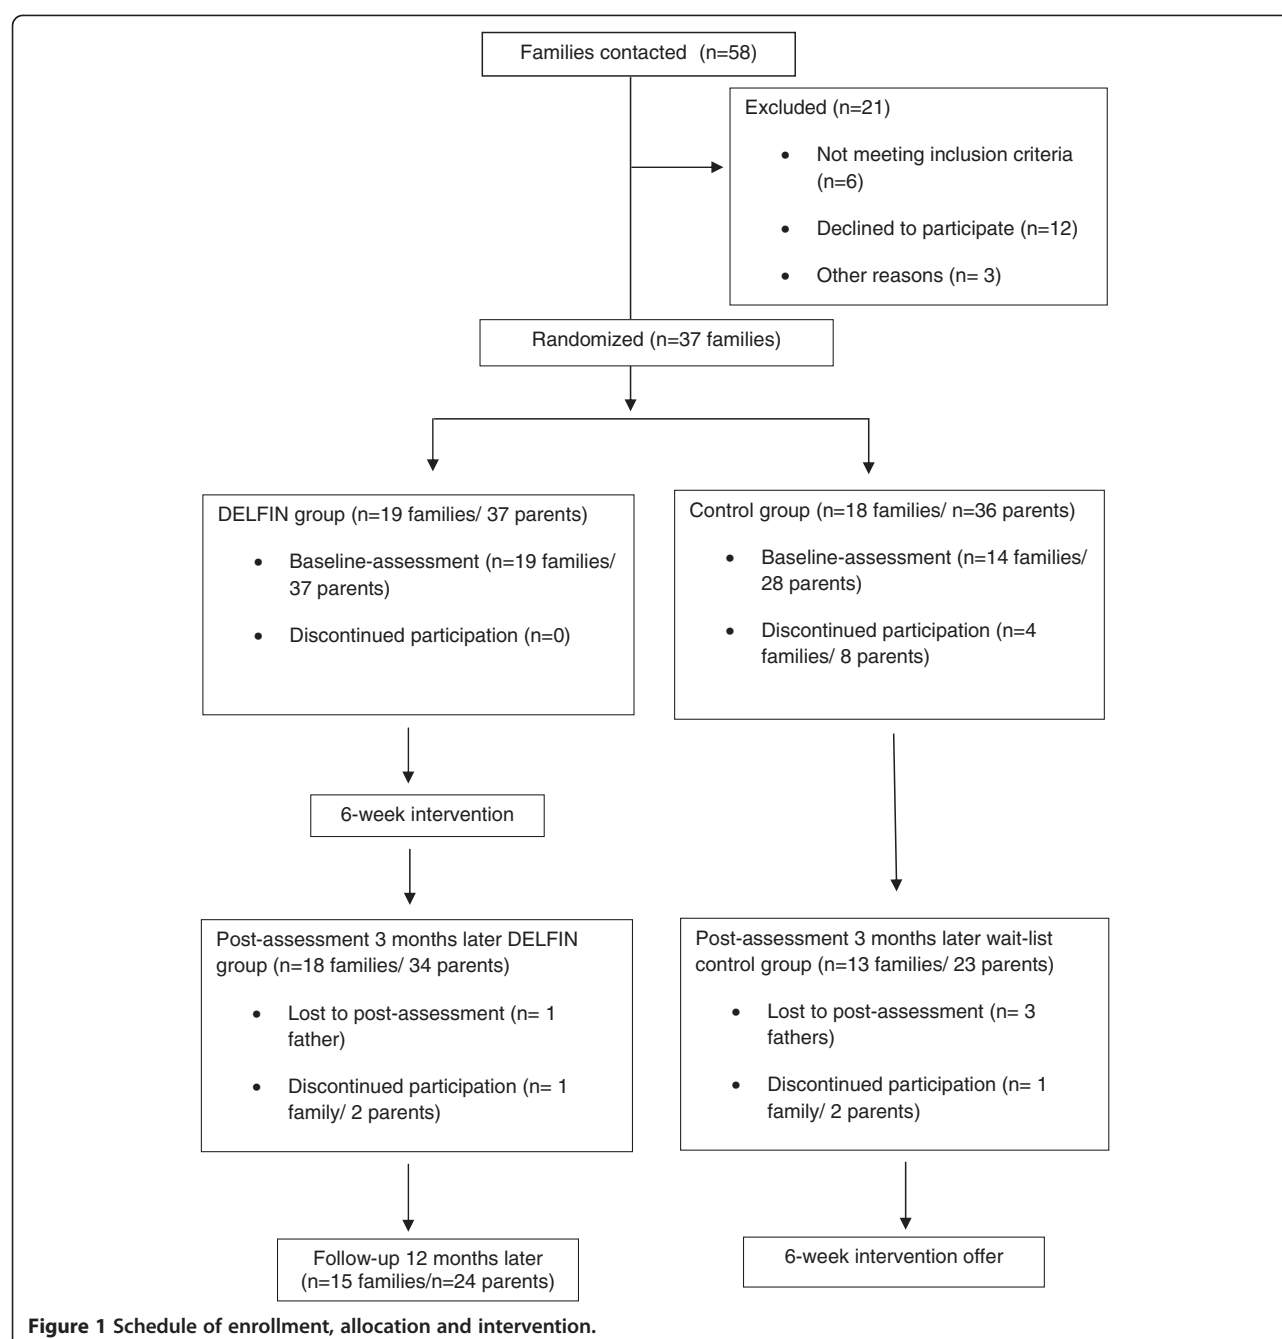 Families contacted (n=58)
Excluded (n=21)
• Not meeting inclusion criteria
(n=6)
• Declined to participate (n=12)
• Other reasons (n= 3)
Randomized (n=37 families)
DELFIN group (n=19 families/ 37 parents)
• Baseline-assessment (n=19 families/
37 parents)
• Discontinued participation (n=0)
Control group (n=18 families/ n=36 parents)
• Baseline-assessment (n=14 families/
28 parents)
• Discontinued participation (n=4
families/ 8 parents)
6-week intervention
Post-assessment 3 months later DELFIN
group (n=18 families/ 34 parents)
• Lost to post-assessment (n= 1
father)
• Discontinued participation (n= 1
family/ 2 parents)
Post-assessment 3 months later wait-list
control group (n=13 families/ 23 parents)
• Lost to post-assessment (n= 3
fathers)
• Discontinued participation (n= 1
family/ 2 parents)
Follow-up 12 months later
(n=15 families/n=24 parents)
6-week intervention offer
Figure 1 Schedule of enrollment, allocation and intervention.